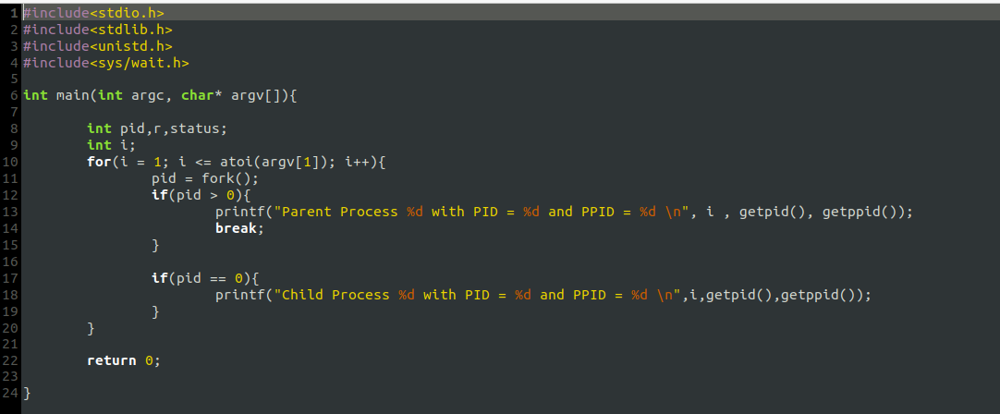 1 #include<stdio.h>
2 #include<stdlib.h>
3 #include<unistd.h>
4 #include<sys/wait.h>
5
6 int main(int argc, char* argv[]){
7
8 int pid,r,status;
9 int i;
10 for(i = 1; i <= atoi(argv[1]); i++){
11 pid = fork();
12 if(pid > 0){
13 printf("Parent Process %d with PID = %d and PPID = %d \n", i , getpid(), getppid());
14 break;
15 }
16
17 if(pid == 0){
18 printf("Child Process %d with PID = %d and PPID = %d \n",i,getpid(),getppid());
19 }
20 }
21
22 return 0;
23
24 }